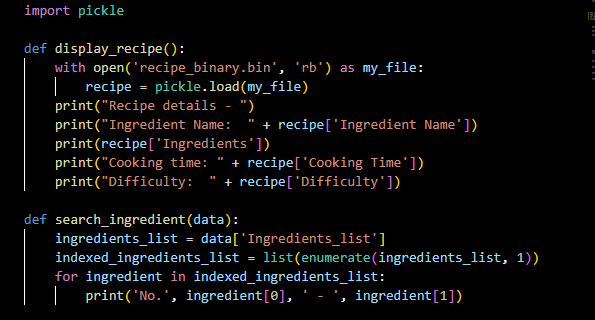 import pickle
def display_recipe():
    with open('recipe_binary.bin', 'rb') as my_file:
        recipe = pickle.load(my_file)
    print("Recipe details - ")
    print("Ingredient Name:  " + recipe['Ingredient Name'])
    print(recipe['Ingredients'])
    print("Cooking time: " + recipe['Cooking Time'])
    print("Difficulty:  " + recipe['Difficulty'])
def search_ingredient(data):
    ingredients_list = data['Ingredients_list']
    indexed_ingredients_list = list(enumerate(ingredients_list, 1))
    for ingredient in indexed_ingredients_list:
        print('No.', ingredient[0], ' - ', ingredient[1])